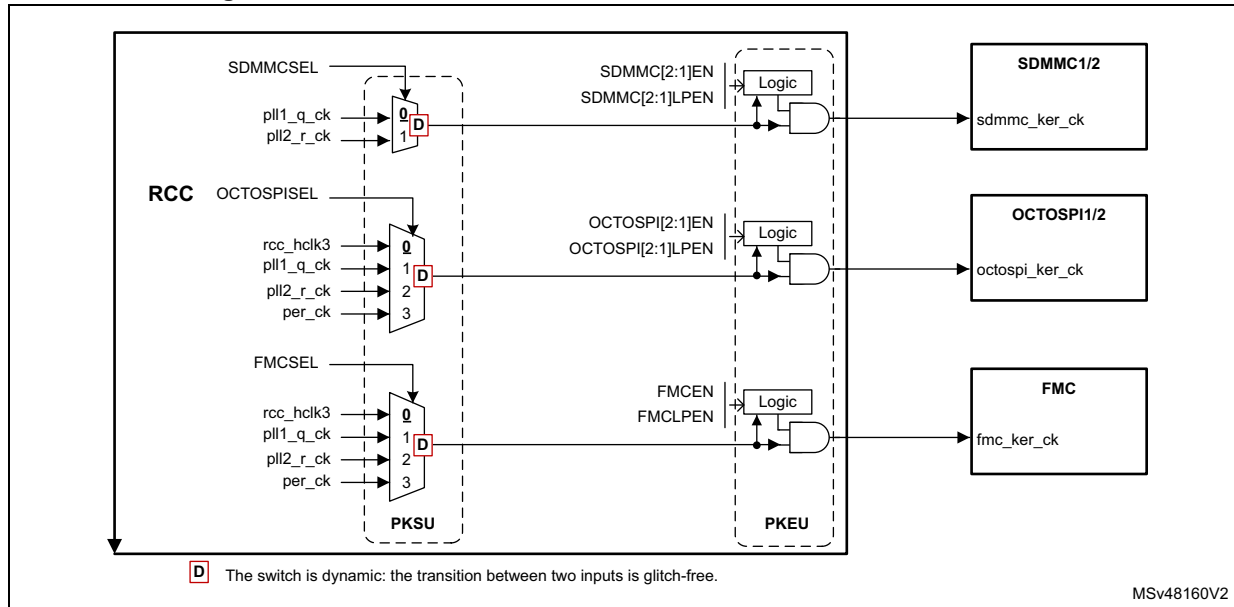 SDMMCSEL
pll1_q_ck
pll2_r_ck
0
1
D
SDMMC[2:1]EN
SDMMC[2:1]LPEN
Logic
SDMMC1/2
sdmmc_ker_ck
RCC
OCTOSPISEL
rcc_hclk3
pll1_q_ck
pll2_r_ck
per_ck
0
1
2
3
D
OCTOSPI[2:1]EN
OCTOSPI[2:1]LPEN
Logic
OCTOSPI1/2
octospi_ker_ck
FMCSEL
rcc_hclk3
pll1_q_ck
pll2_r_ck
per_ck
0
1
2
3
D
FMCEN
FMCLPEN
Logic
FMC
fmc_ker_ck
PKSU
PKEU
D The switch is dynamic: the transition between two inputs is glitch-free.
MSv48160V2